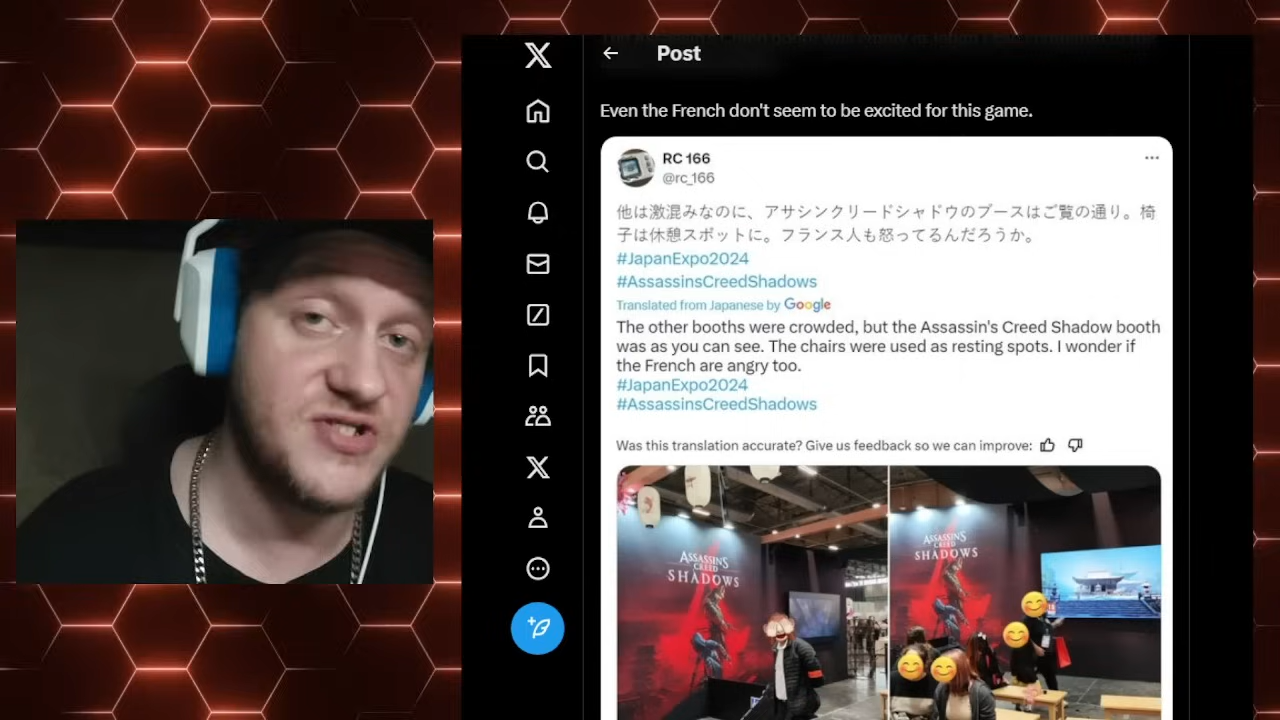 Post
Even the French don't seem to be excited for this game.
RC 166
@rc_166
他は激混みなのに、アサシンクリードシャドウのブースはご覧の通り。椅
子は休憩スポットに。フランス人も怒ってるんだろうか。
#JapanExpo2024
#AssassinsCreedShadows
Translated from Japanese by Google
The other booths were crowded, but the Assassin's Creed Shadow booth
was as you can see. The chairs were used as resting spots. I wonder if
the French are angry too.
#JapanExpo2024
#AssassinsCreedShadows
Was this translation accurate? Give us feedback so we can improve:
ASSASSINS
CREED
SHADOWS
ASSASSINS
CREED
SHADOWS